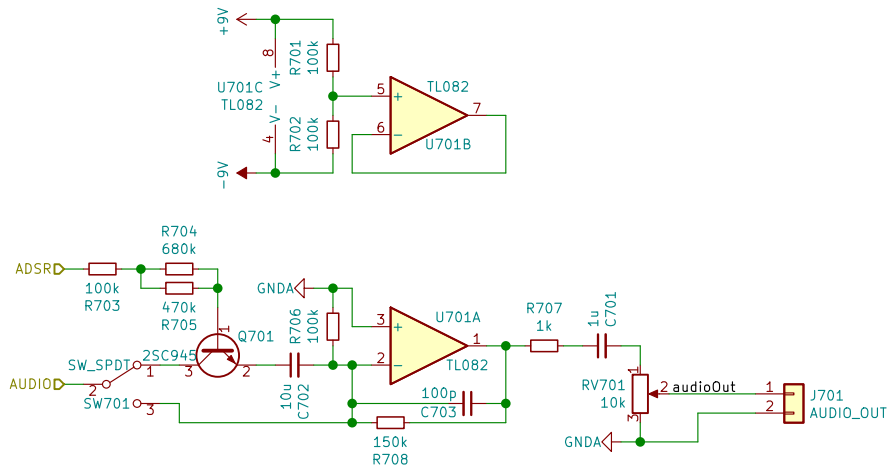 +9V
8
V+
U701C
TL082
V-
4
-9V
R701
100k
R702
100k
5
+
6
-
TL082
7
U701B
ADSR
100k
R703
R704
680k
470k
R705
1
Q701
2SC945
3
2
AUDIO
SW_SPDT
1
2
SW701
3
10u
C702
GNDA
R706
100k
3
+
2
-
U701A
1
TL082
100p
C703
150k
R708
R707
1k
1u
C701
1
RV701
10k
2
3
audioOut
GNDA
1
2
J701
AUDIO_OUT